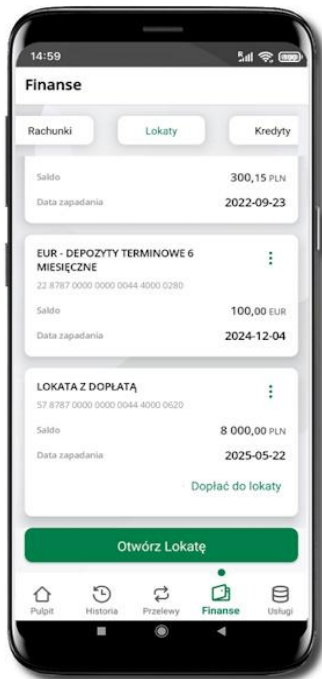 14:59
Finanse
Rachunki Lokaty Kredyty
Saldo 300,15 PLN
Data zapadania 2022-09-23
EUR - DEPOZYTY TERMINOWE 6
MIESIĘCZNE
22 8787 0000 0000 0044 4000 0280
Saldo 100,00 EUR
Data zapadania 2024-12-04
LOKATA Z DOPŁATĄ
57 8787 0000 0000 0044 4000 0620
Saldo 8 000,00 PLN
Data zapadania 2025-05-22
Dopłać do lokaty
Otwórz Lokatę
Pulpit Historia Przelewy Finanse Usługi